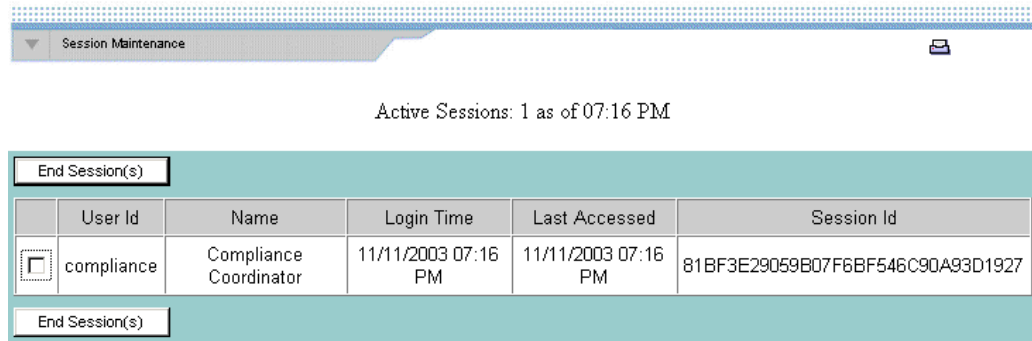 Session Maintenance
Active Sessions: 1 as of 07:16 PM
End Session(s)
User Id Name Login Time Last Accessed Session Id
compliance Compliance Coordinator 11/11/2003 07:16 PM 11/11/2003 07:16 PM 81BF3E29059B07F6BF546C90A93D1927
End Session(s)